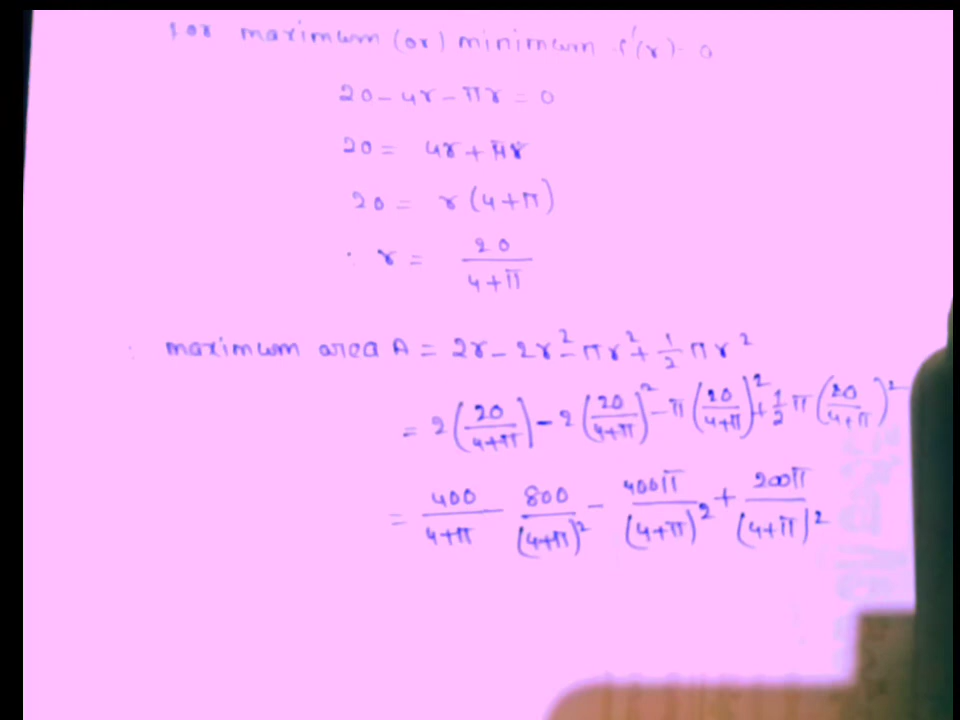 for maximum (or) minimum f'(r) = 0
20 - 4r - πr = 0
20 = 4r + πr
20 = r (4+π)
∴ r = 20/(4+π)
∴ maximum area A = 2r - 2r² - πr² + 1/2 πr²
= 2(20/(4+π)) - 2(20/(4+π))² - π(20/(4+π))² + 1/2 π(20/(4+π))²
= 400/(4+π) - 800/(4+π)² - 400π/(4+π)² + 200π/(4+π)²